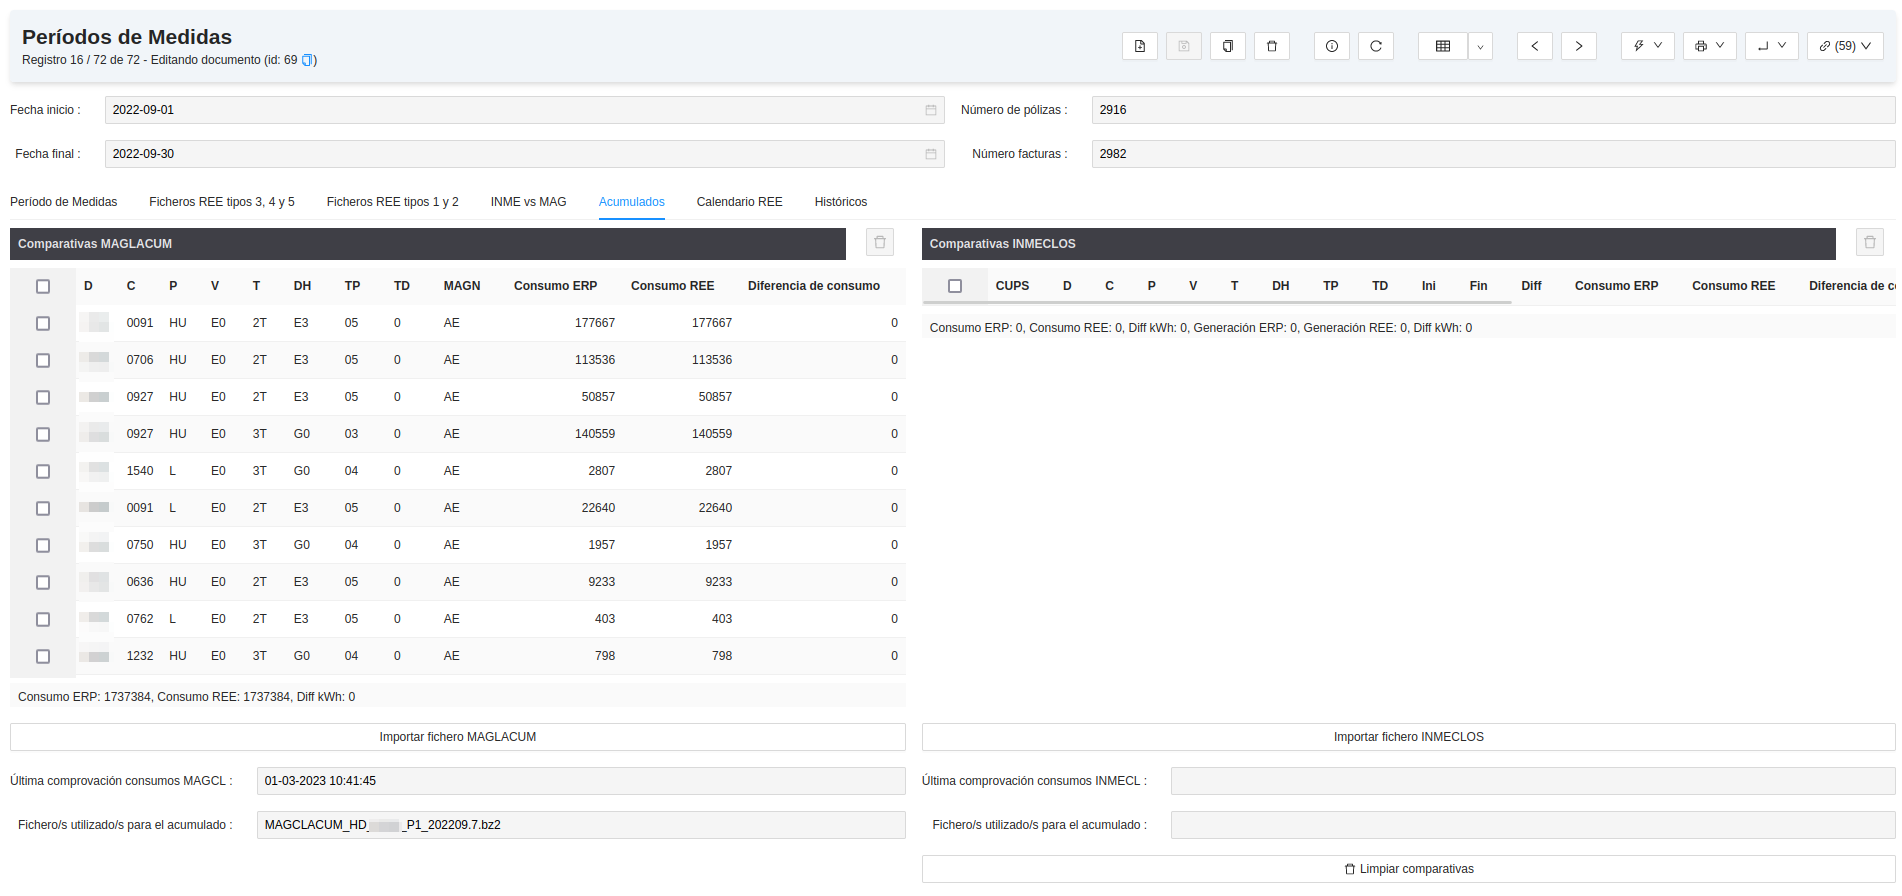 Períodos de Medidas
Registro 16 / 72 de 72 - Editando documento (id: 69 )
(59)
Fecha inicio : 2022-09-01 Número de pólizas : 2916
Fecha final : 2022-09-30 Número facturas : 2982
Período de Medidas Ficheros REE tipos 3, 4 y 5 Ficheros REE tipos 1 y 2 INME vs MAG Acumulados Calendario REE Históricos
Comparativas MAGLACUM
D C P V T DH TP TD MAGN Consumo ERP Consumo REE Diferencia de consumo
0091 HU E0 2T E3 05 0 AE 177667 177667 0
0706 HU E0 2T E3 05 0 AE 113536 113536 0
0927 HU E0 2T E3 05 0 AE 50857 50857 0
0927 HU E0 3T G0 03 0 AE 140559 140559 0
1540 L E0 3T G0 04 0 AE 2807 2807 0
0091 L E0 2T E3 05 0 AE 22640 22640 0
0750 HU E0 3T G0 04 0 AE 1957 1957 0
0636 HU E0 2T E3 05 0 AE 9233 9233 0
0762 L E0 2T E3 05 0 AE 403 403 0
1232 HU E0 3T G0 04 0 AE 798 798 0
Consumo ERP: 1737384, Consumo REE: 1737384, Diff kWh: 0
Importar fichero MAGLACUM
Última comprovación consumos MAGCL : 01-03-2023 10:41:45
Fichero/s utilizado/s para el acumulado : MAGCLACUM_HD_ _P1_202209.7.bz2
Comparativas INMECLOS
CUPS D C P V T DH TP TD Ini Fin Diff Consumo ERP Consumo REE Diferencia de co
Consumo ERP: 0, Consumo REE: 0, Diff kWh: 0, Generación ERP: 0, Generación REE: 0, Diff kWh: 0
Importar fichero INMECLOS
Última comprovación consumos INMECL :
Fichero/s utilizado/s para el acumulado :
Limpiar comparativas